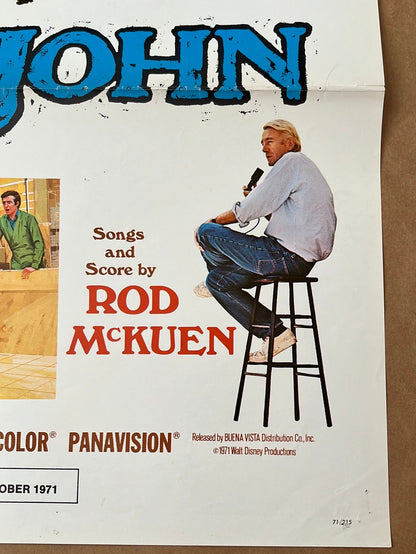 JOHN
Songs
and
Score by
ROD
McKUEN
COLOR® PANAVISION®
Released by BUENA VISTA Distribution Co., Inc.
©1971 Walt Disney Productions
OBER 1971
71/215